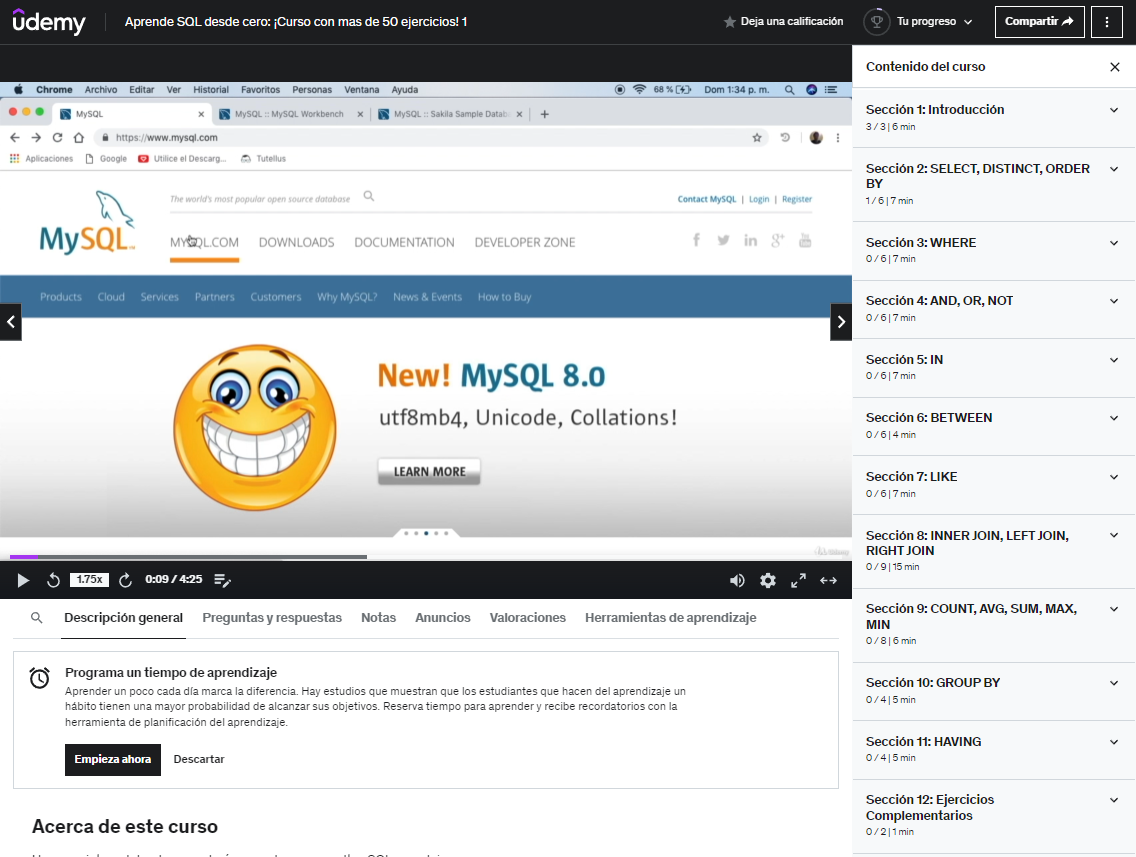 udemy
Aprende SQL desde cero: ¡Curso con mas de 50 ejercicios! 1
Deja una calificación
Tu progreso
Compartir
Chrome Archivo Editar Ver Historial Favoritos Personas Ventana Ayuda
68 %
Dom 1:34 p. m.
MySQL
MySQL :: MySQL Workbench
MySQL :: Sakila Sample Datab
https://www.mysql.com
Aplicaciones
Google
Utilice el Descarg...
Tutellus
MySQL
The world's most popular open source database
Contact MySQL | Login | Register
MYSQL.COM DOWNLOADS DOCUMENTATION DEVELOPER ZONE
Products Cloud Services Partners Customers Why MySQL? News & Events How to Buy
New! MySQL 8.0
utf8mb4, Unicode, Collations!
LEARN MORE
Udemy
1.75x
0:09 / 4:25
Descripción general
Preguntas y respuestas
Notas
Anuncios
Valoraciones
Herramientas de aprendizaje
Programa un tiempo de aprendizaje
Aprender un poco cada día marca la diferencia. Hay estudios que muestran que los estudiantes que hacen del aprendizaje un
hábito tienen una mayor probabilidad de alcanzar sus objetivos. Reserva tiempo para aprender y recibe recordatorios con la
herramienta de planificación del aprendizaje.
Empieza ahora
Descartar
Acerca de este curso
Contenido del curso
Sección 1: Introducción
3 / 3 | 6 min
Sección 2: SELECT, DISTINCT, ORDER
BY
1 / 6 | 7 min
Sección 3: WHERE
0 / 6 | 7 min
Sección 4: AND, OR, NOT
0 / 6 | 7 min
Sección 5: IN
0 / 6 | 7 min
Sección 6: BETWEEN
0 / 6 | 4 min
Sección 7: LIKE
0 / 6 | 7 min
Sección 8: INNER JOIN, LEFT JOIN,
RIGHT JOIN
0 / 9 | 15 min
Sección 9: COUNT, AVG, SUM, MAX,
MIN
0 / 8 | 6 min
Sección 10: GROUP BY
0 / 4 | 5 min
Sección 11: HAVING
0 / 4 | 5 min
Sección 12: Ejercicios
Complementarios
0 / 2 | 1 min